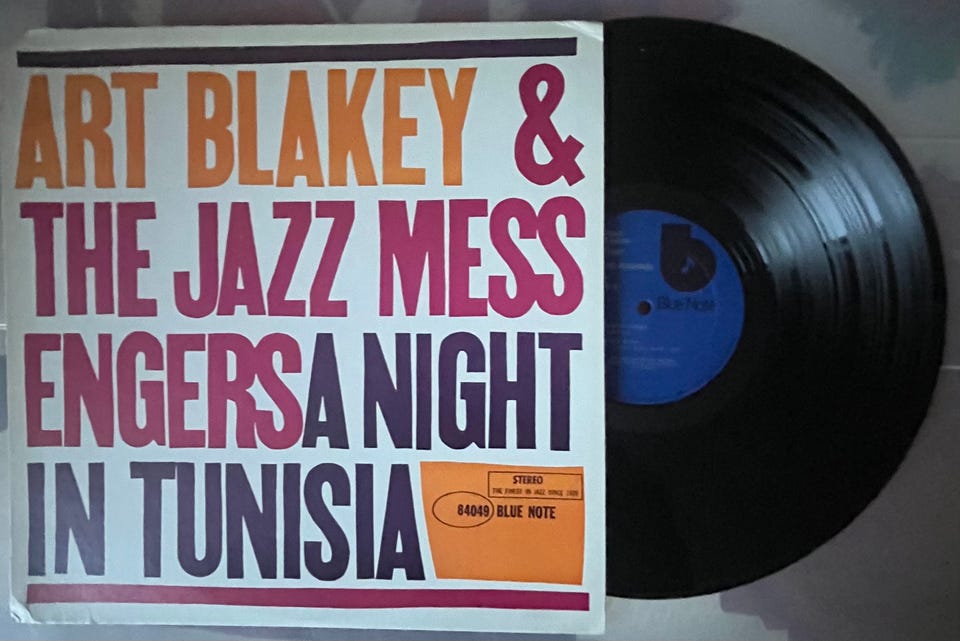 ART BLAKEY &
THE JAZZ MESS
ENGERS A NIGHT
IN TUNISIA
STEREO
THE FINEST IN JAZZ SINCE 1939
84049 BLUE NOTE
b
Blue Note